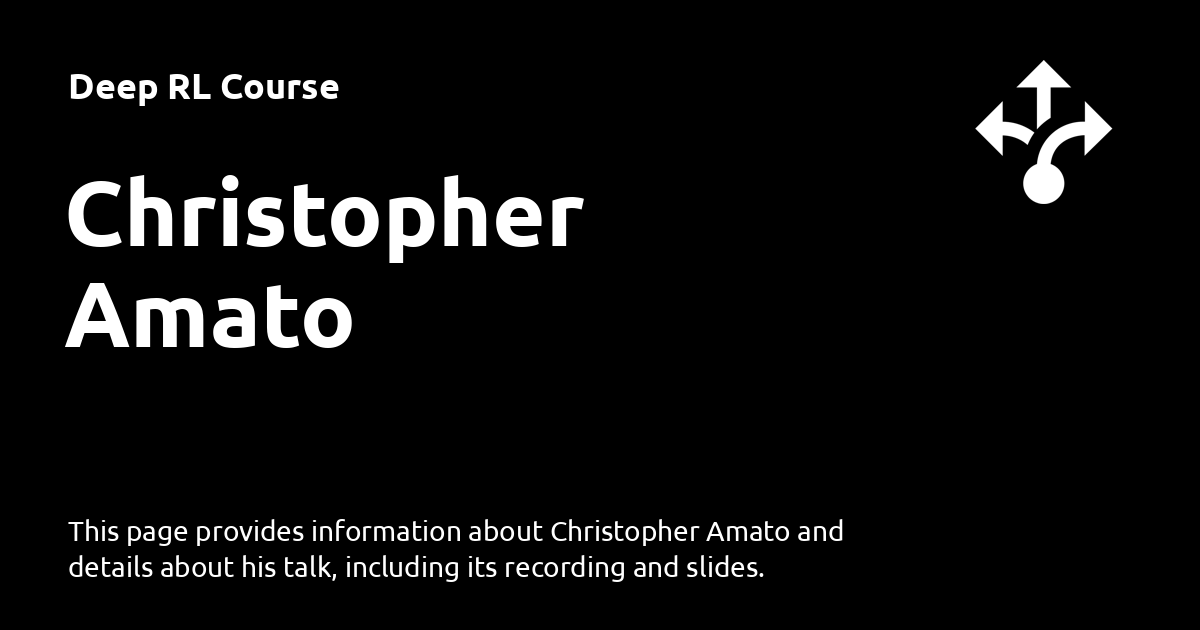 Deep RL Course
Christopher
Amato
This page provides information about Christopher Amato and
details about his talk, including its recording and slides.